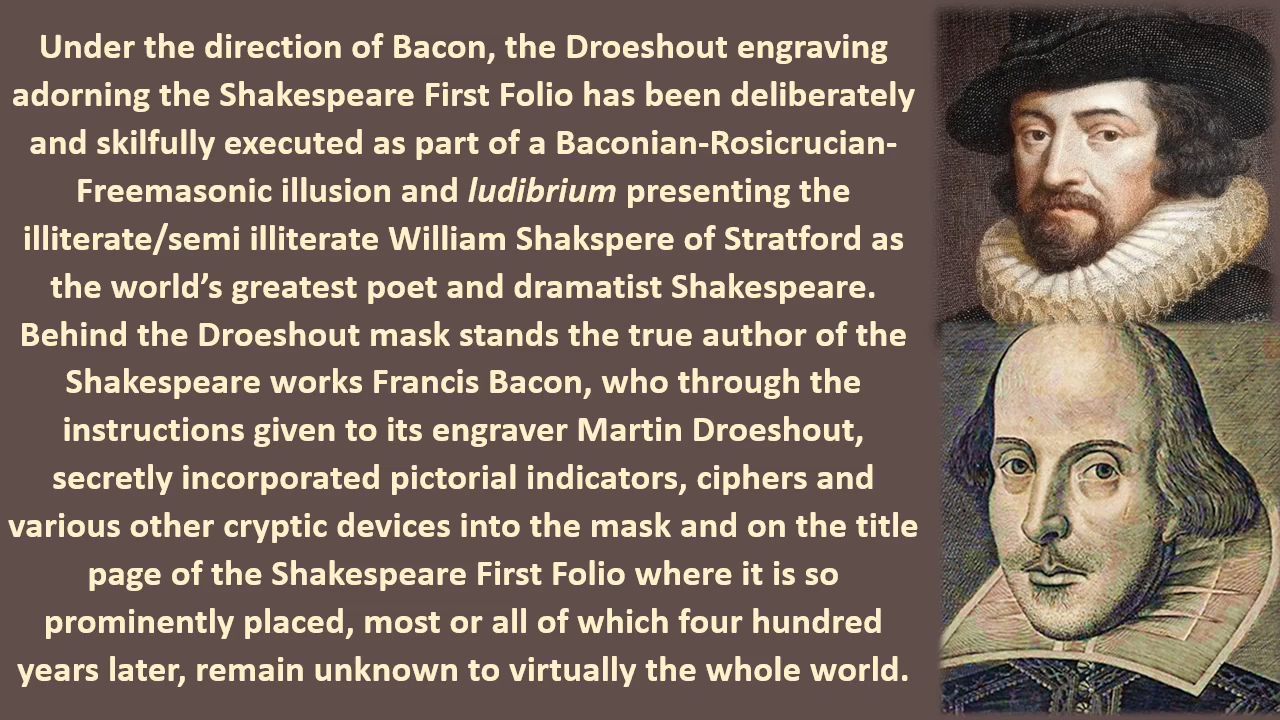 Under the direction of Bacon, the Droeshout engraving
adorning the Shakespeare First Folio has been deliberately
and skilfully executed as part of a Baconian-Rosicrucian-
Freemasonic illusion and ludibrium presenting the
illiterate/semi illiterate William Shakspere of Stratford as
the world’s greatest poet and dramatist Shakespeare.
Behind the Droeshout mask stands the true author of the
Shakespeare works Francis Bacon, who through the
instructions given to its engraver Martin Droeshout,
secretly incorporated pictorial indicators, ciphers and
various other cryptic devices into the mask and on the title
page of the Shakespeare First Folio where it is so
prominently placed, most or all of which four hundred
years later, remain unknown to virtually the whole world.